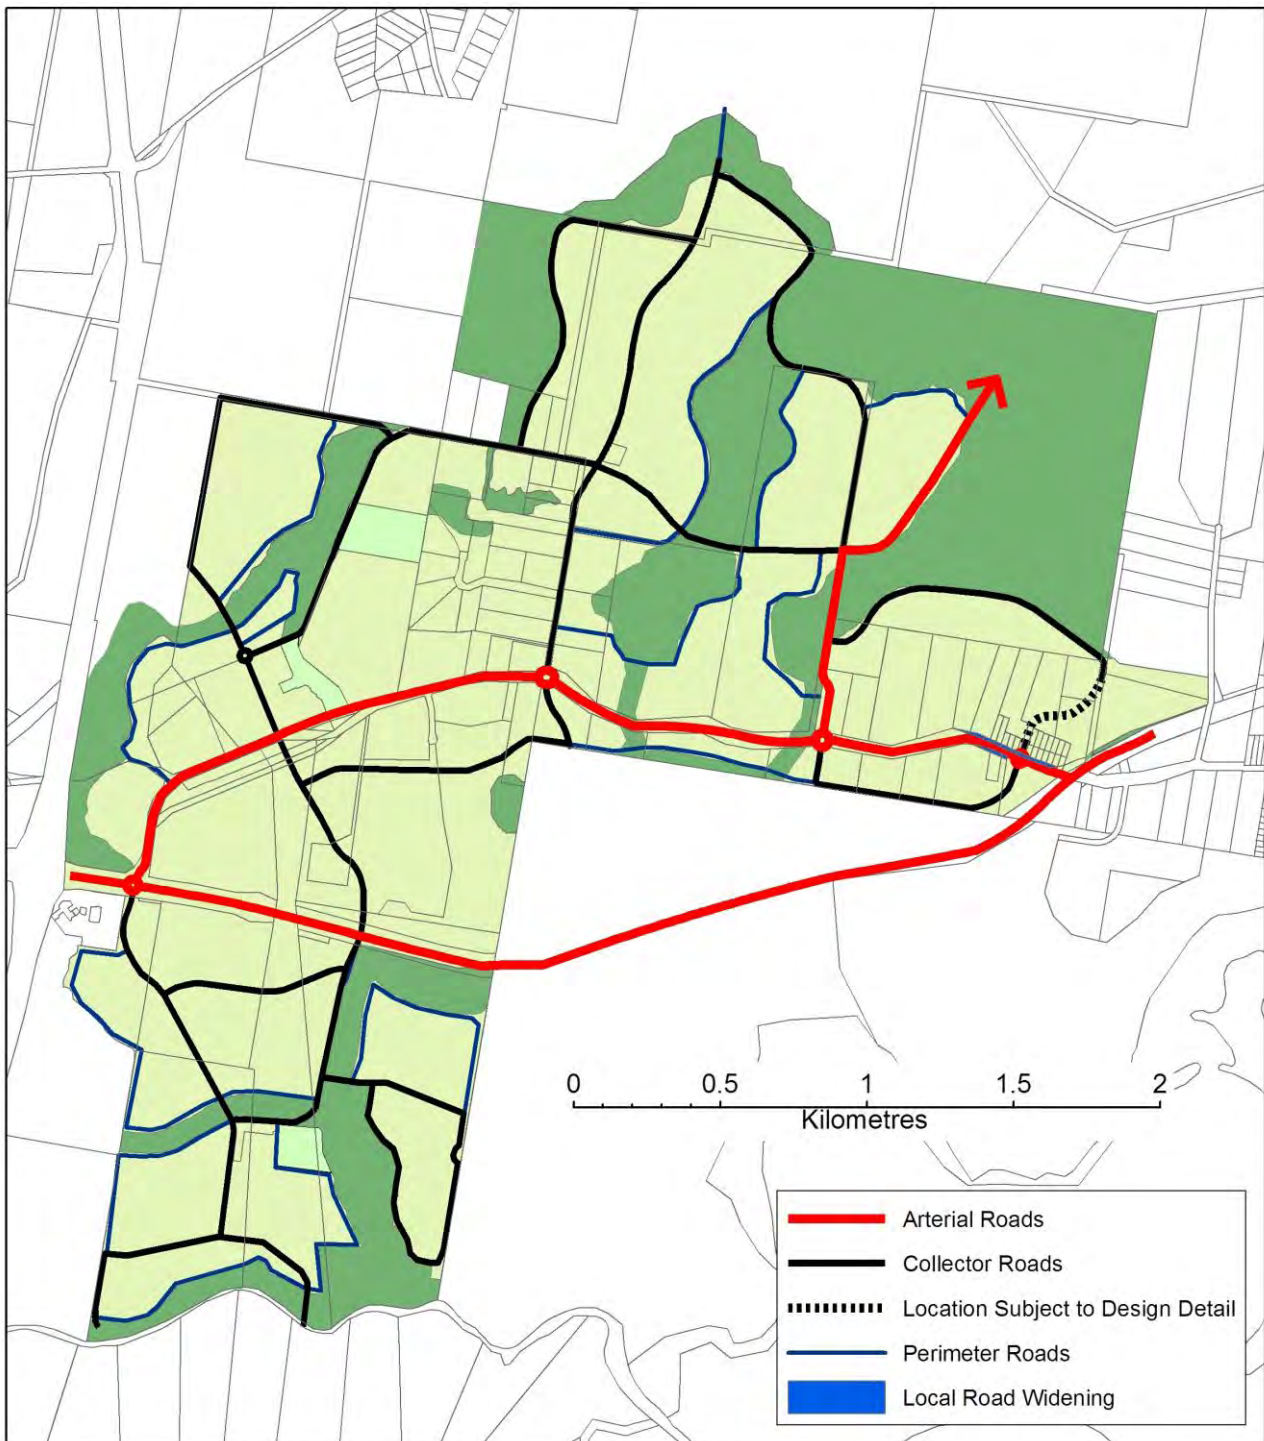 0 0.5 1 1.5 2
Kilometres
Arterial Roads
Collector Roads
Location Subject to Design Detail
Perimeter Roads
Local Road Widening